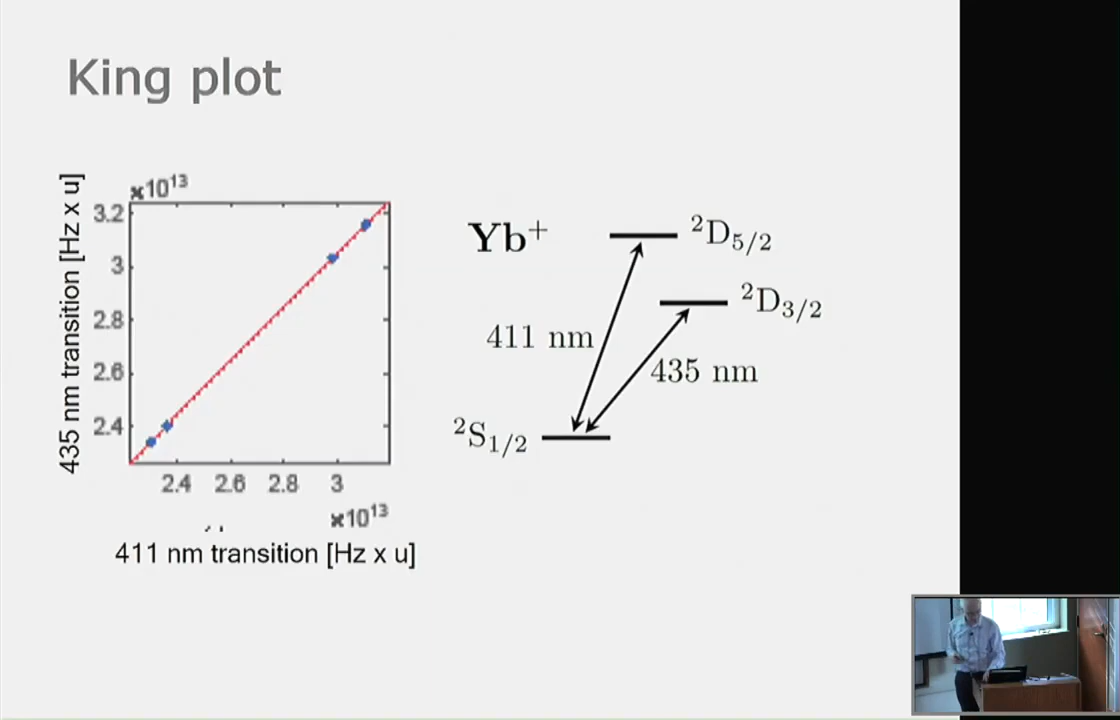 King plot
×10¹³
3.2
3
2.8
2.6
2.4
435 nm transition [Hz x u]
2.4 2.6 2.8 3
×10¹³
411 nm transition [Hz x u]
Yb⁺
²D₅/₂
²D₃/₂
411 nm
435 nm
²S₁/₂